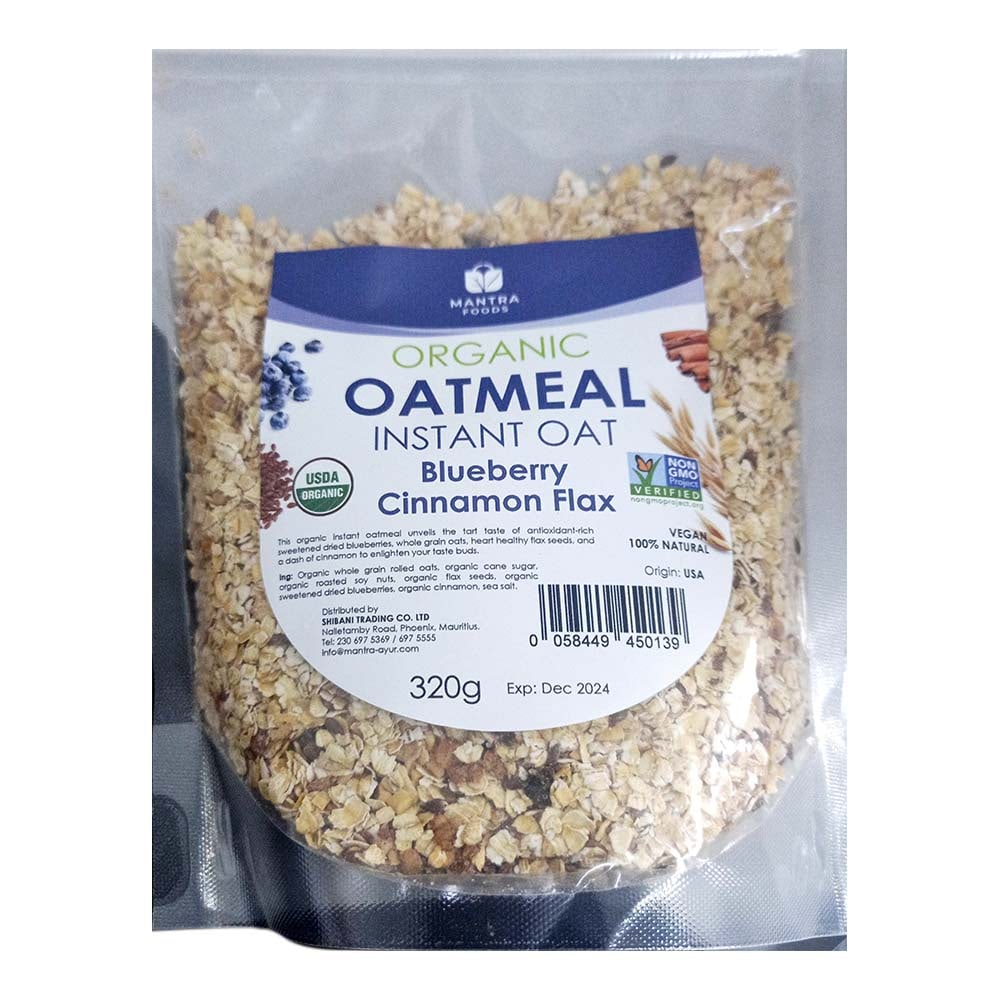 MANTRA
FOODS
ORGANIC
OATMEAL
INSTANT OAT
Blueberry
Cinnamon Flax
USDA
ORGANIC
NON
GMO
Project
VERIFIED
nongmoproject.org
VEGAN
100% NATURAL
This organic instant oatmeal unveils the tart taste of antioxidant-rich
sweetened dried blueberries, whole grain oats, heart healthy flax seeds, and
a dash of cinnamon to enlighten your taste buds.
Origin: USA
Ing: Organic whole grain rolled oats, organic cane sugar,
organic roasted soy nuts, organic flax seeds, organic
sweetened dried blueberries, organic cinnamon, sea salt.
Distributed by
SHIBANI TRADING CO. LTD
Nalletamby Road, Phoenix, Mauritius.
Tel: 230 697 5369 / 697 5555
info@mantra-ayur.com
0 058449 450139
320g Exp: Dec 2024